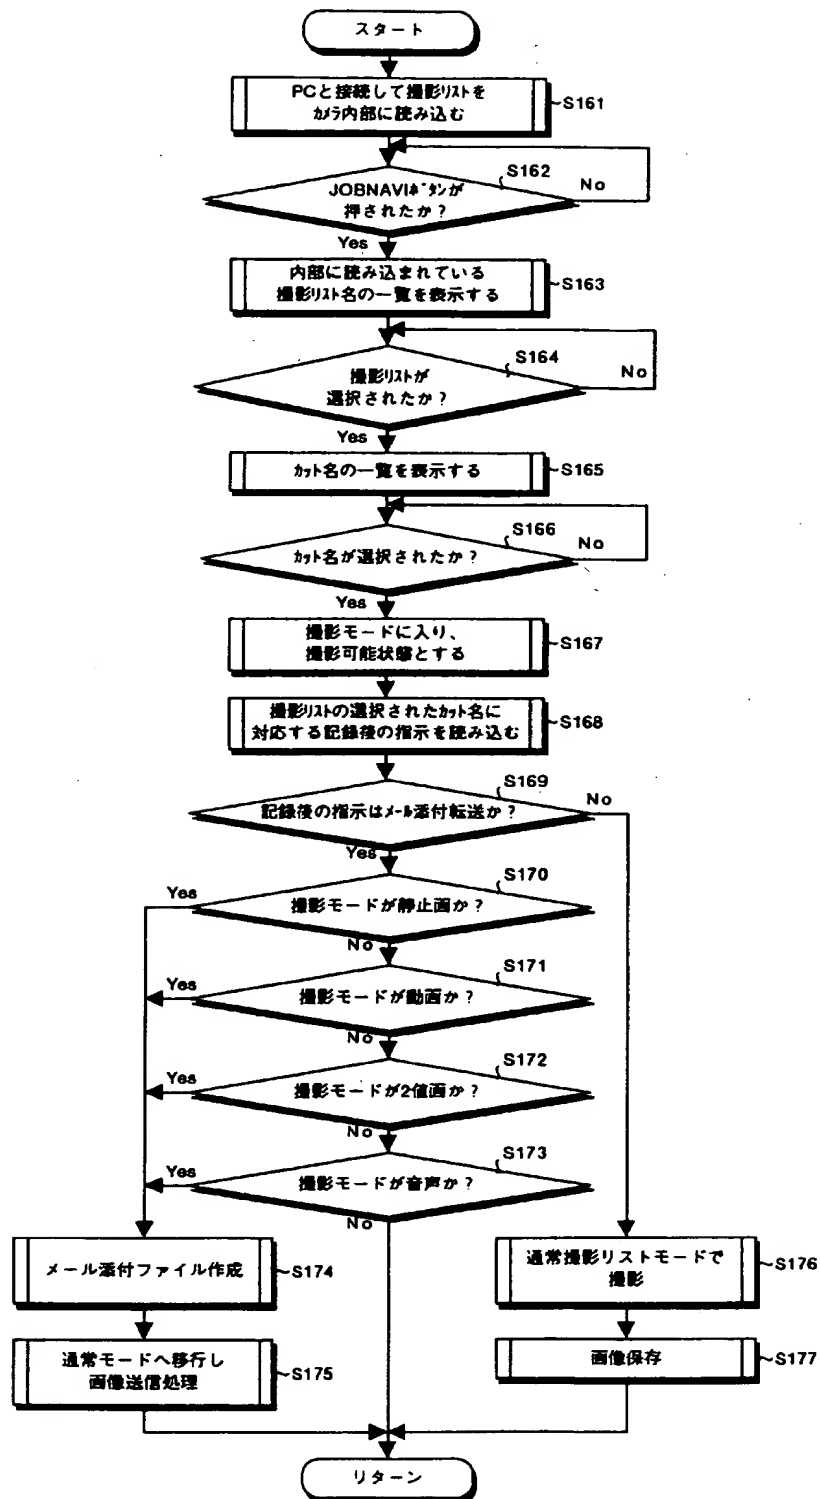 スタート
PCと接続して撮影リストを
カメラ内部に読み込む
S161
S162
JOBNAVIボタンが
押されたか?
No
Yes
内部に読み込まれている
撮影リスト名の一覧を表示する
S163
S164
撮影リストが
選択されたか?
No
Yes
カット名の一覧を表示する
S165
S166
カット名が選択されたか?
No
Yes
撮影モードに入り、
撮影可能状態とする
S167
撮影リストの選択されたカット名に
対応する記録後の指示を読み込む
S168
S169
記録後の指示はメール添付転送か?
No
Yes
S170
撮影モードが静止画か?
Yes
No
S171
撮影モードが動画か?
Yes
No
S172
撮影モードが2値画か?
Yes
No
S173
撮影モードが音声か?
Yes
No
メール添付ファイル作成
S174
通常撮影リストモードで
撮影
S176
通常モードへ移行し
画像送信処理
S175
画像保存
S177
リターン